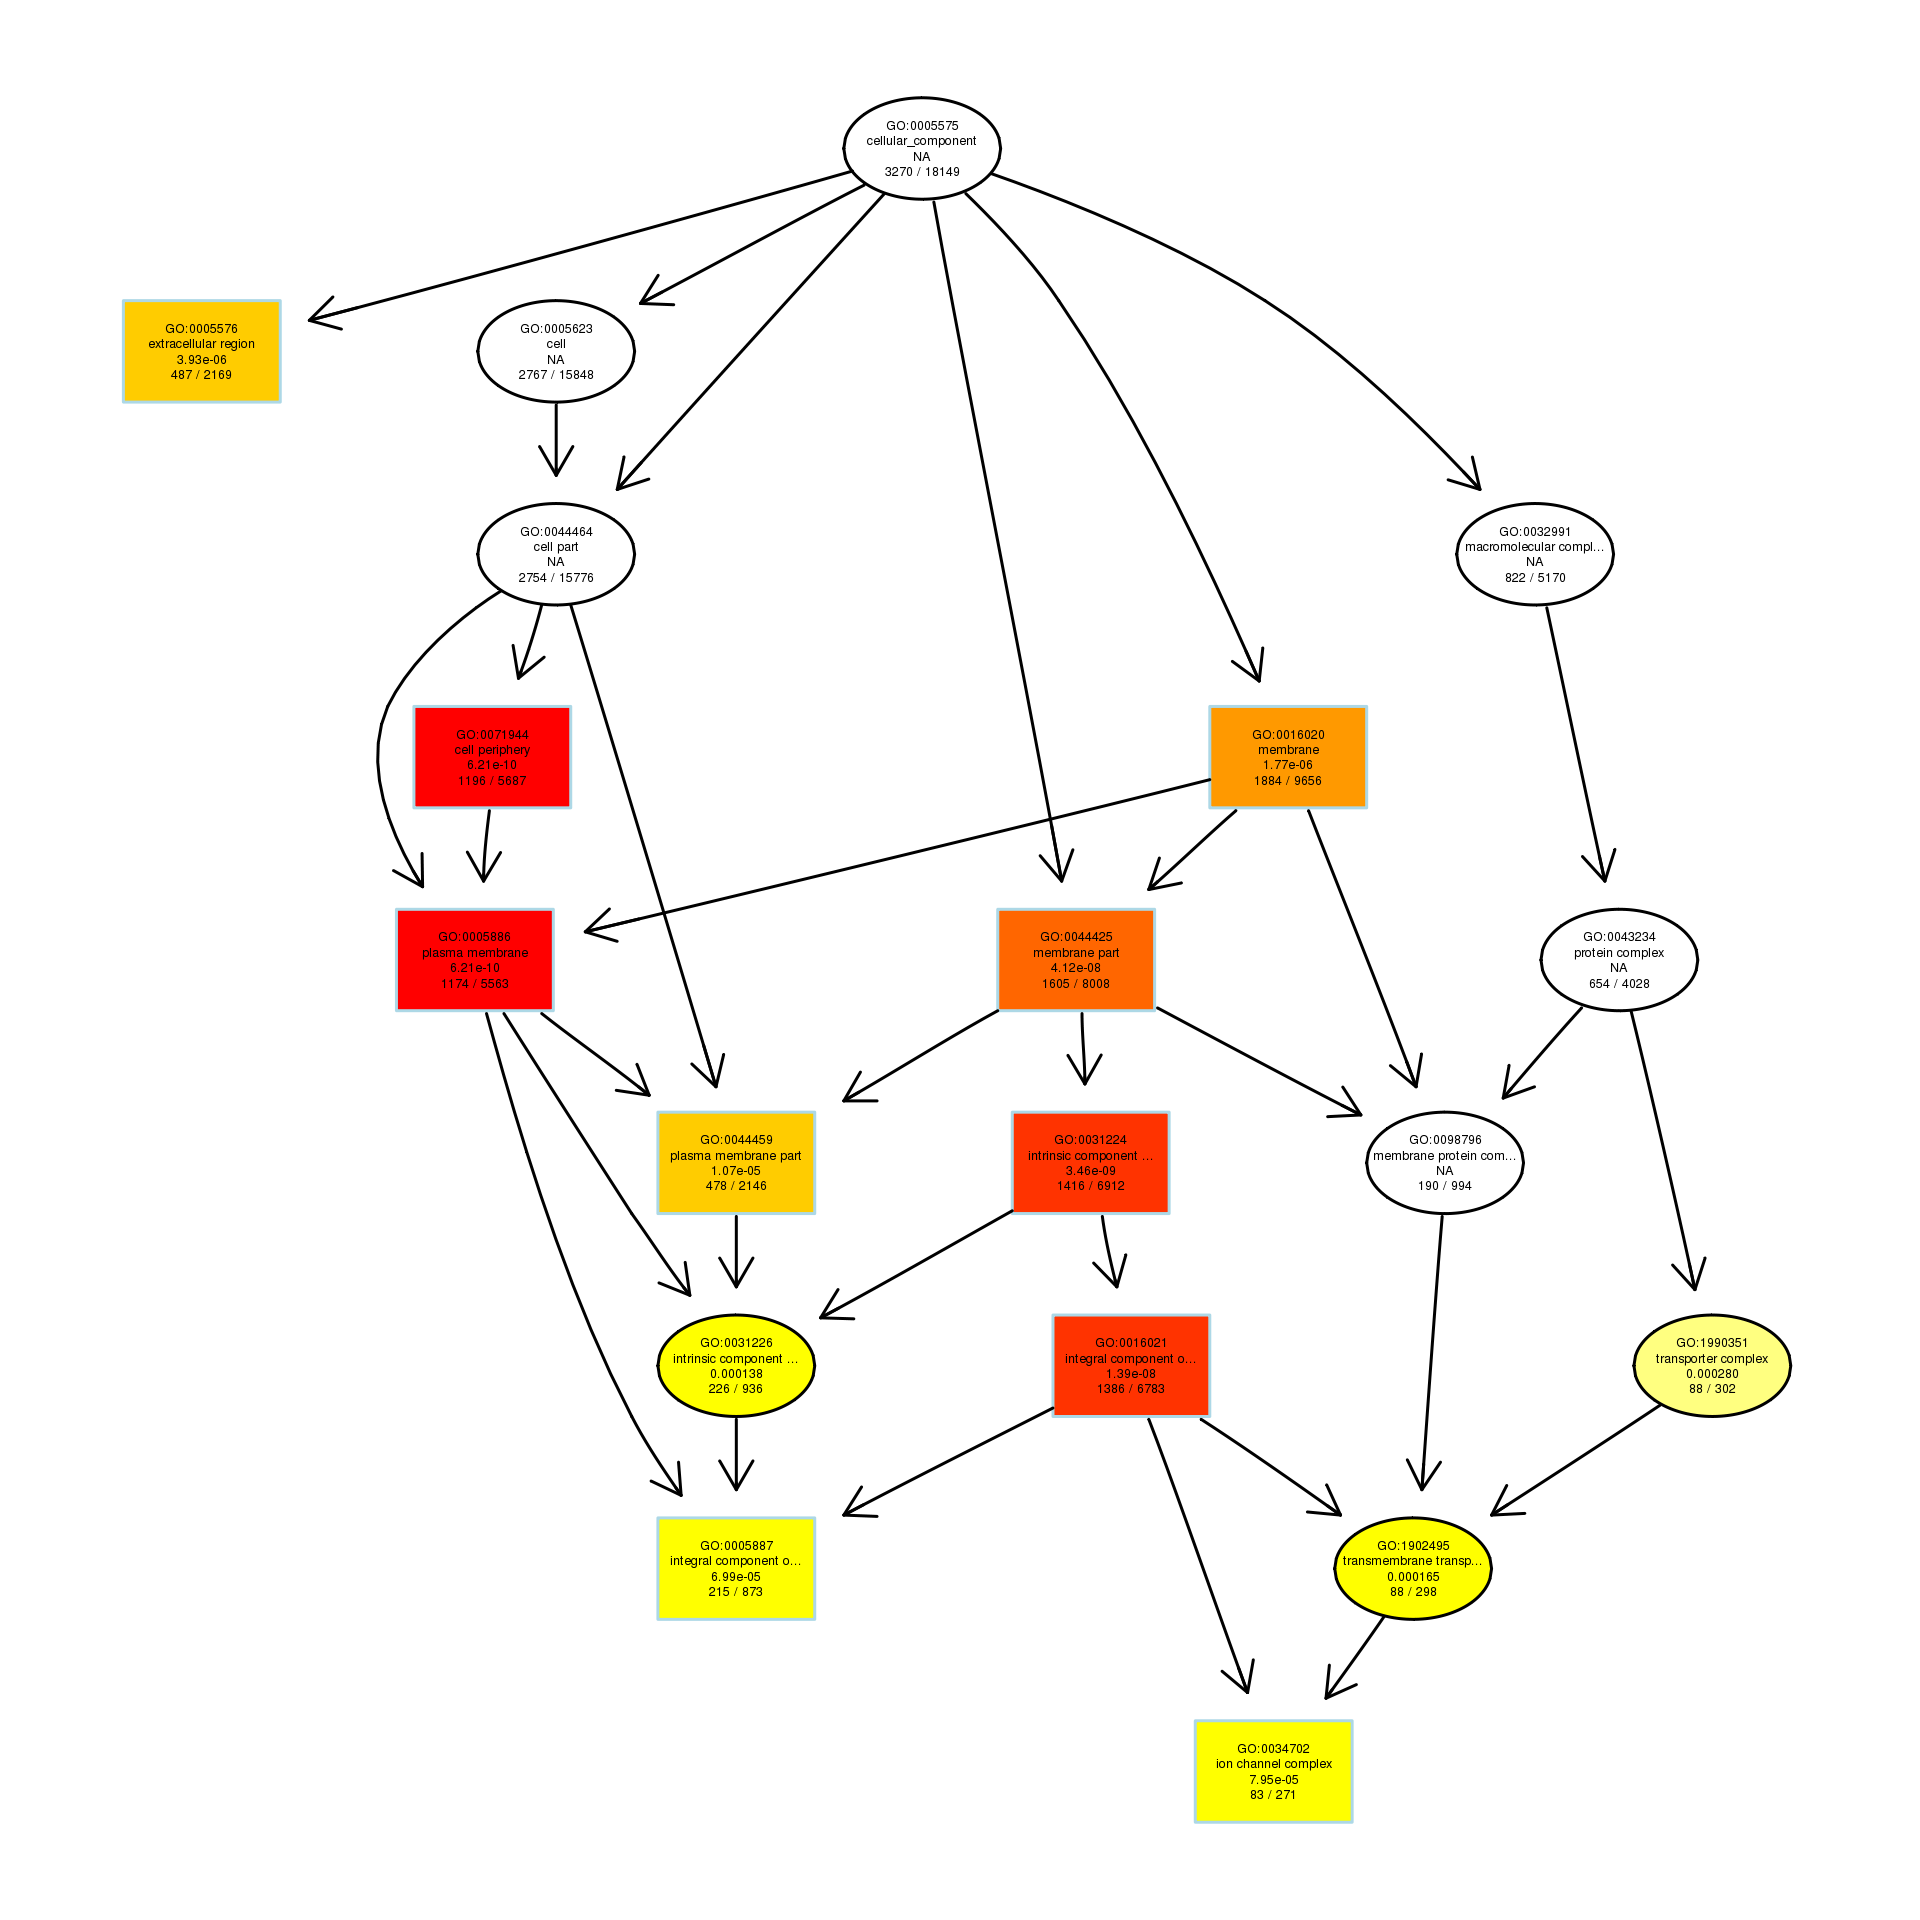 GO:0005575
cellular_component
NA
3270 / 18149
GO:0005576
extracellular region
3.93e-06
487 / 2169
GO:0005623
cell
NA
2767 / 15848
GO:0044464
cell part
NA
2754 / 15776
GO:0032991
macromolecular compl...
NA
822 / 5170
GO:0071944
cell periphery
6.21e-10
1196 / 5687
GO:0016020
membrane
1.77e-06
1884 / 9656
GO:0005886
plasma membrane
6.21e-10
1174 / 5563
GO:0044425
membrane part
4.12e-08
1605 / 8008
GO:0043234
protein complex
NA
654 / 4028
GO:0044459
plasma membrane part
1.07e-05
478 / 2146
GO:0031224
intrinsic component ...
3.46e-09
1416 / 6912
GO:0098796
membrane protein com...
NA
190 / 994
GO:0031226
intrinsic component ...
0.000138
226 / 936
GO:0016021
integral component o...
1.39e-08
1386 / 6783
GO:1990351
transporter complex
0.000280
88 / 302
GO:0005887
integral component o...
6.99e-05
215 / 873
GO:1902495
transmembrane transp...
0.000165
88 / 298
GO:0034702
ion channel complex
7.95e-05
83 / 271